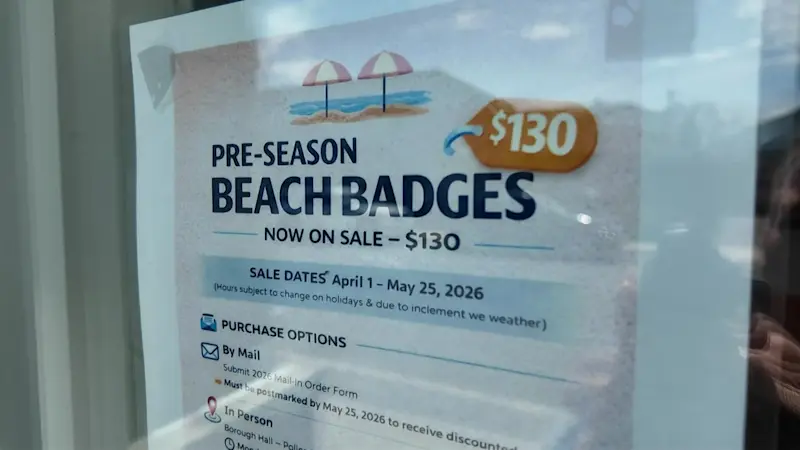 $130
PRE-SEASON
BEACH BADGES
NOW ON SALE – $130
SALE DATES April 1 – May 25, 2026
(Hours subject to change on holidays & due to inclement we weather)
PURCHASE OPTIONS
By Mail
Submit 2026 Mail-In Order Form
Must be postmarked by May 25, 2026 to receive discounted
In Person
Borough Hall –